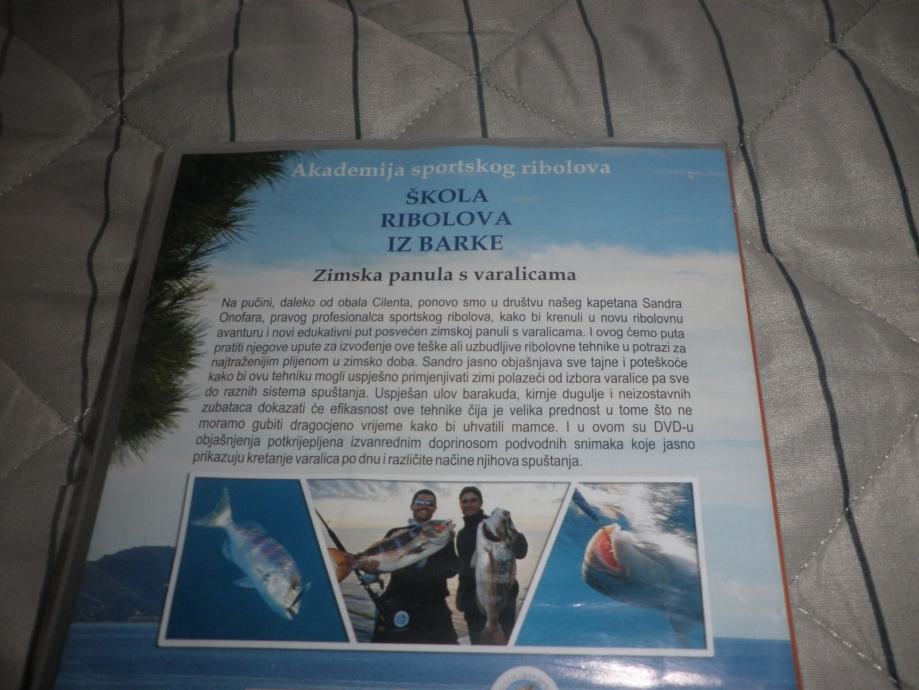 Akademija sportskog ribolova
ŠKOLA
RIBOLOVA
IZ BARKE
Zimska panula s varalicama
Na pučini, daleko od obala Cilenta, ponovo smo u društvu našeg kapetana Sandra
Onofara, pravog profesionalca sportskog ribolova, kako bi krenuli u novu ribolovnu
avanturu i novi edukativni put posvećen zimskoj panuli s varalicama. I ovog ćemo puta
pratiti njegove upute za izvođenje ove teške ali uzbudljive ribolovne tehnike u potrazi za
najtraženijim plijenom u zimsko doba. Sandro jasno objašnjava sve tajne i poteškoće
kako bi ovu tehniku mogli uspješno primjenjivati zimi polazeći od izbora varalice pa sve
do raznih sistema spuštanja. Uspješan ulov barakuda, kirnje dugulje i neizostavnih
zubataca dokazati će efikasnost ove tehnike čija je velika prednost u tome što ne
moramo gubiti dragocjeno vrijeme kako bi uhvatili mamce. I u ovom su DVD-u
objašnjenja potkrijepljena izvanrednim doprinosom podvodnih snimaka koje jasno
prikazuju kretanje varalica po dnu i različite načine njihova spuštanja.